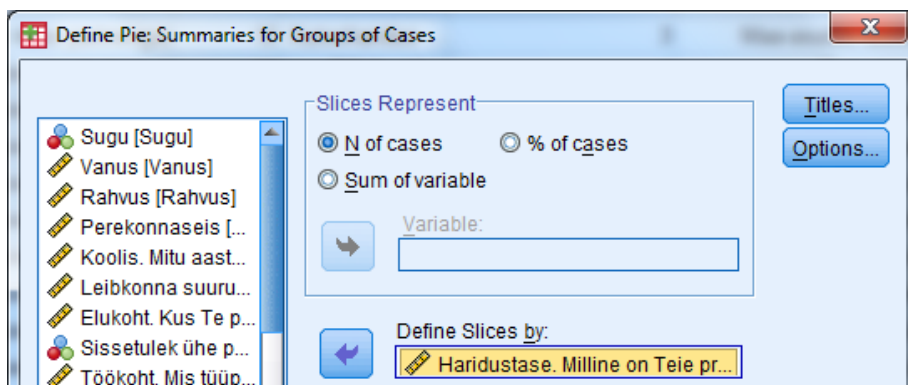 Define Pie: Summaries for Groups of Cases
Sugu [Sugu]
Vanus [Vanus]
Rahvus [Rahvus]
Perekonnaseis [...
Koolis. Mitu aast...
Leibkonna suuru...
Elukoht. Kus Te p...
Sissetulek ühe p...
Töökoht. Mis tüüp...
Slices Represent
N of cases
% of cases
Sum of variable
Variable:
Define Slices by:
Haridustase. Milline on Teie pr...
Titles...
Options...